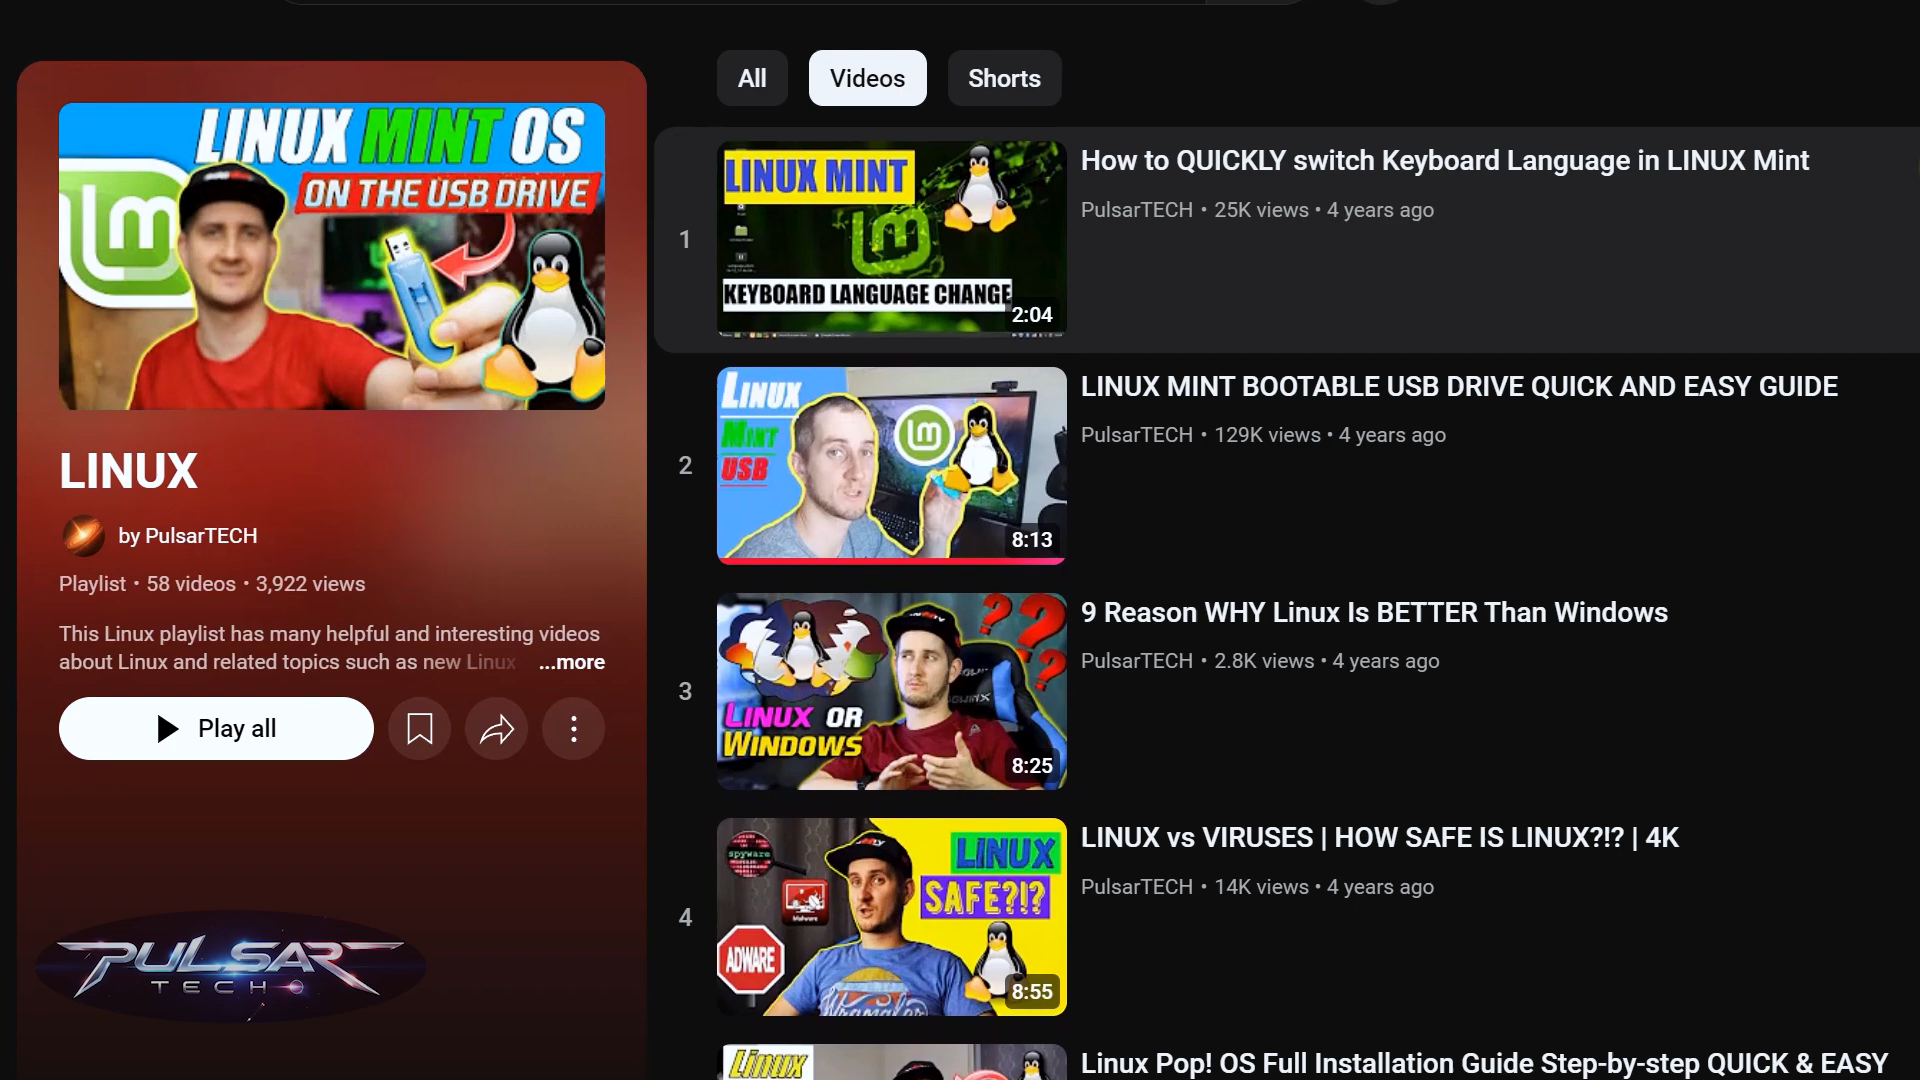 All
Videos
Shorts
LINUX MINT OS
ON THE USB DRIVE
lm
LINUX
by PulsarTECH
Playlist • 58 videos • 3,922 views
This Linux playlist has many helpful and interesting videos
about Linux and related topics such as new Linux ...more
Play all
PULSAR
TECH
1
LINUX MINT
lm
KEYBOARD LANGUAGE CHANGE
2:04
How to QUICKLY switch Keyboard Language in LINUX Mint
PulsarTECH • 25K views • 4 years ago
2
LINUX
MINT
USB
lm
8:13
LINUX MINT BOOTABLE USB DRIVE QUICK AND EASY GUIDE
PulsarTECH • 129K views • 4 years ago
3
LINUX OR
WINDOWS
8:25
9 Reason WHY Linux Is BETTER Than Windows
PulsarTECH • 2.8K views • 4 years ago
4
spyware
Malware
ADWARE
LINUX
SAFE?!?
Wrangler
8:55
LINUX vs VIRUSES | HOW SAFE IS LINUX?!? | 4K
PulsarTECH • 14K views • 4 years ago
Linux
Linux Pop! OS Full Installation Guide Step-by-step QUICK & EASY